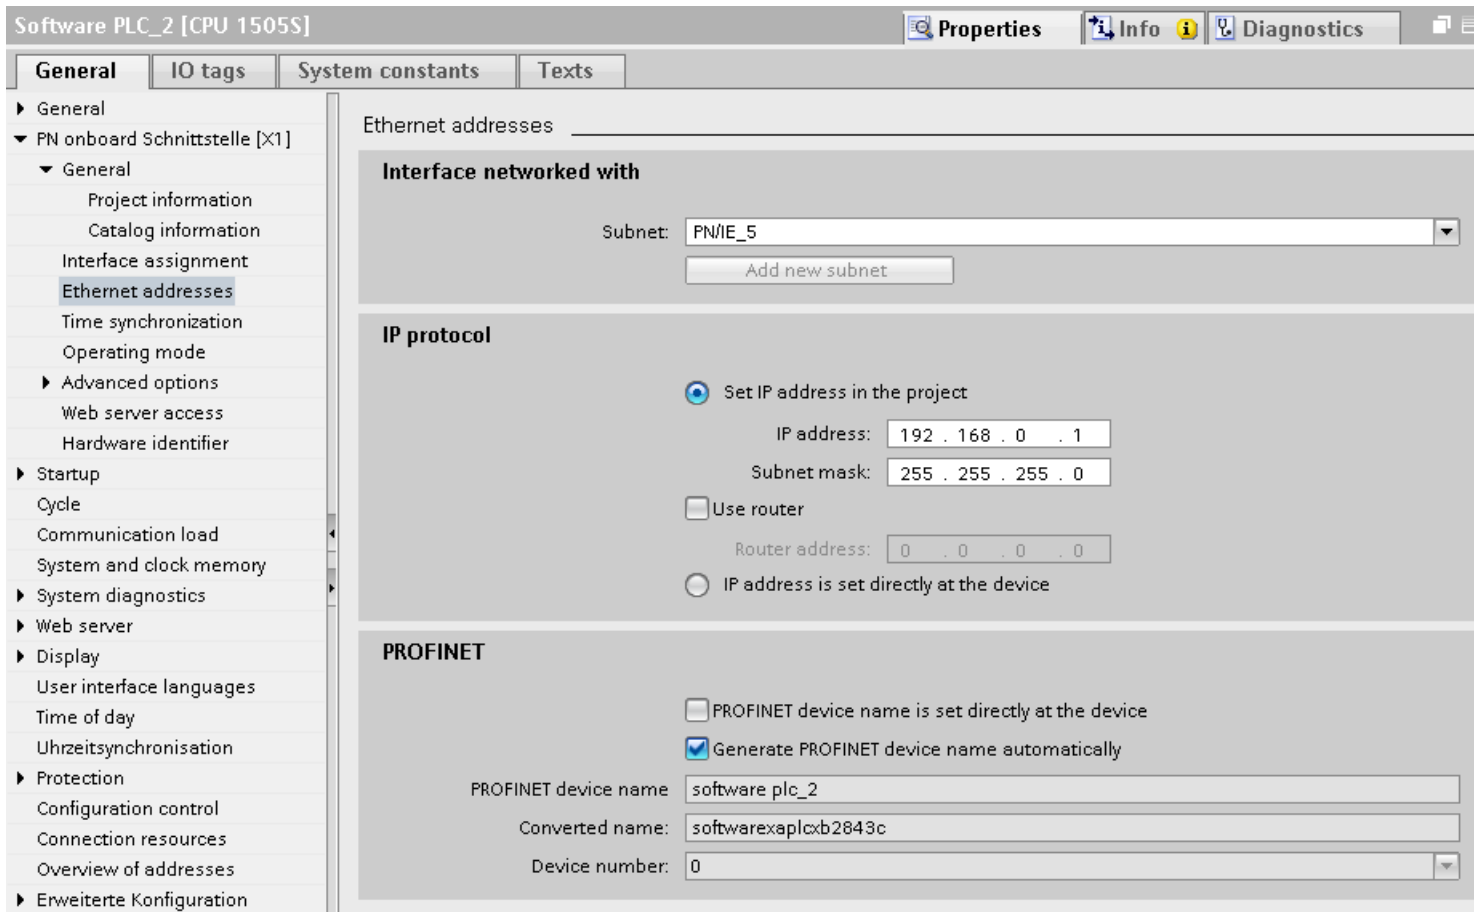 Software PLC_2 [CPU 1505S]
Properties
Info
Diagnostics
General
IO tags
System constants
Texts
General
PN onboard Schnittstelle [X1]
General
Project information
Catalog information
Interface assignment
Ethernet addresses
Time synchronization
Operating mode
Advanced options
Web server access
Hardware identifier
Startup
Cycle
Communication load
System and clock memory
System diagnostics
Web server
Display
User interface languages
Time of day
Uhrzeitsynchronisation
Protection
Configuration control
Connection resources
Overview of addresses
Erweiterte Konfiguration
Ethernet addresses
Interface networked with
Subnet: PN/IE_5
Add new subnet
IP protocol
Set IP address in the project
IP address: 192 . 168 . 0 . 1
Subnet mask: 255 . 255 . 255 . 0
Use router
Router address: 0 . 0 . 0 . 0
IP address is set directly at the device
PROFINET
PROFINET device name is set directly at the device
Generate PROFINET device name automatically
PROFINET device name software plc_2
Converted name: softwarexaplcxb2843c
Device number: 0